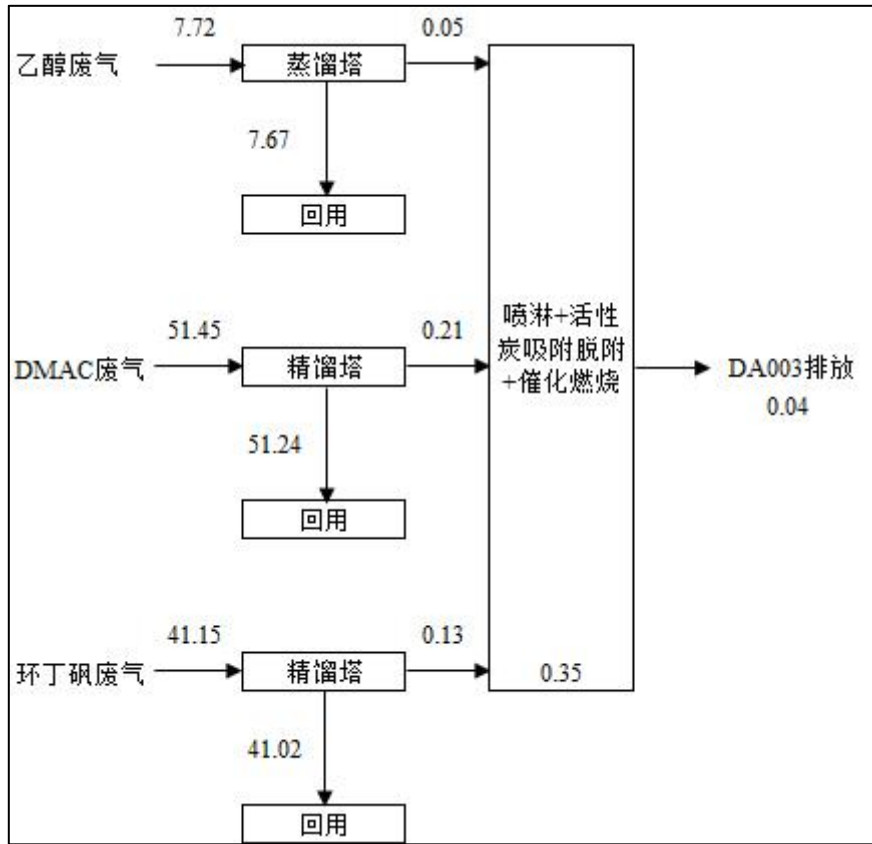 7.72
0.05
乙醇废气
蒸馏塔
7.67
回用
51.45
0.21
DMAC废气
精馏塔
喷淋+活性
炭吸附脱附
+催化燃烧
DA003排放
0.04
51.24
回用
41.15
0.13
环丁砜废气
精馏塔
0.35
41.02
回用